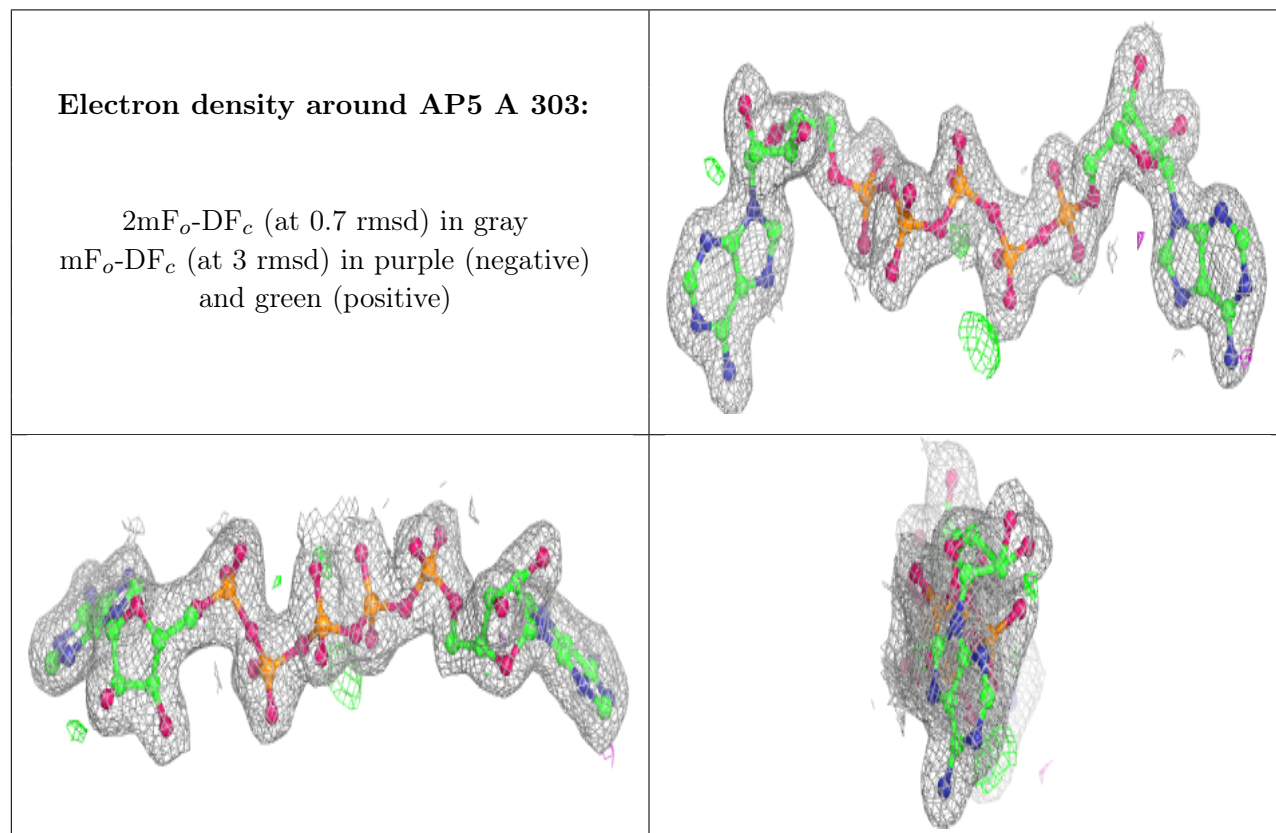 Electron density around AP5 A 303:
2mFo-DFc (at 0.7 rmsd) in gray
mFo-DFc (at 3 rmsd) in purple (negative)
and green (positive)